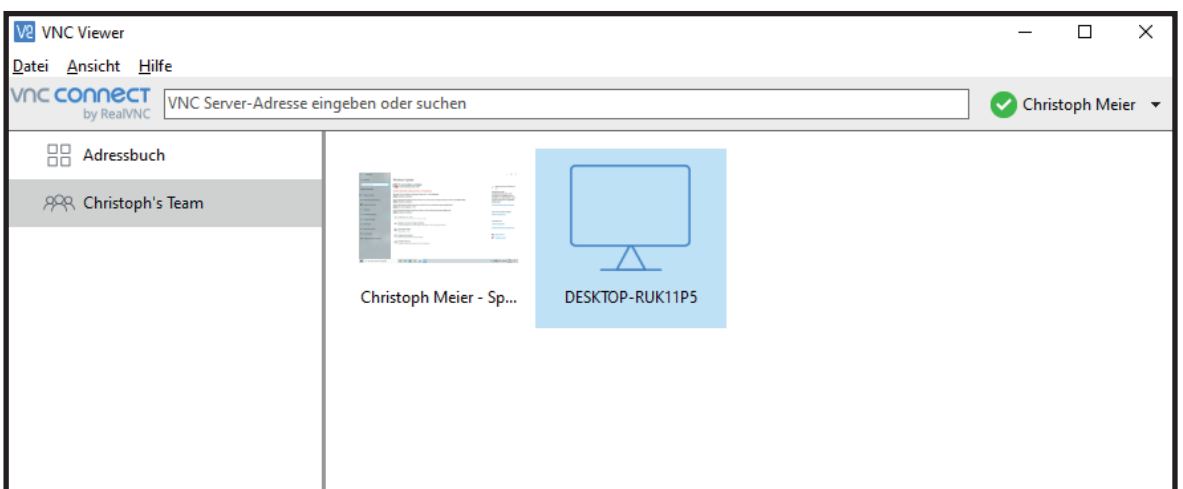 VNC Viewer
Datei Ansicht Hilfe
vnc connect
by RealVNC
VNC Server-Adresse eingeben oder suchen
Christoph Meier
Adressbuch
Christoph's Team
Christoph Meier - Sp...
DESKTOP-RUK11P5